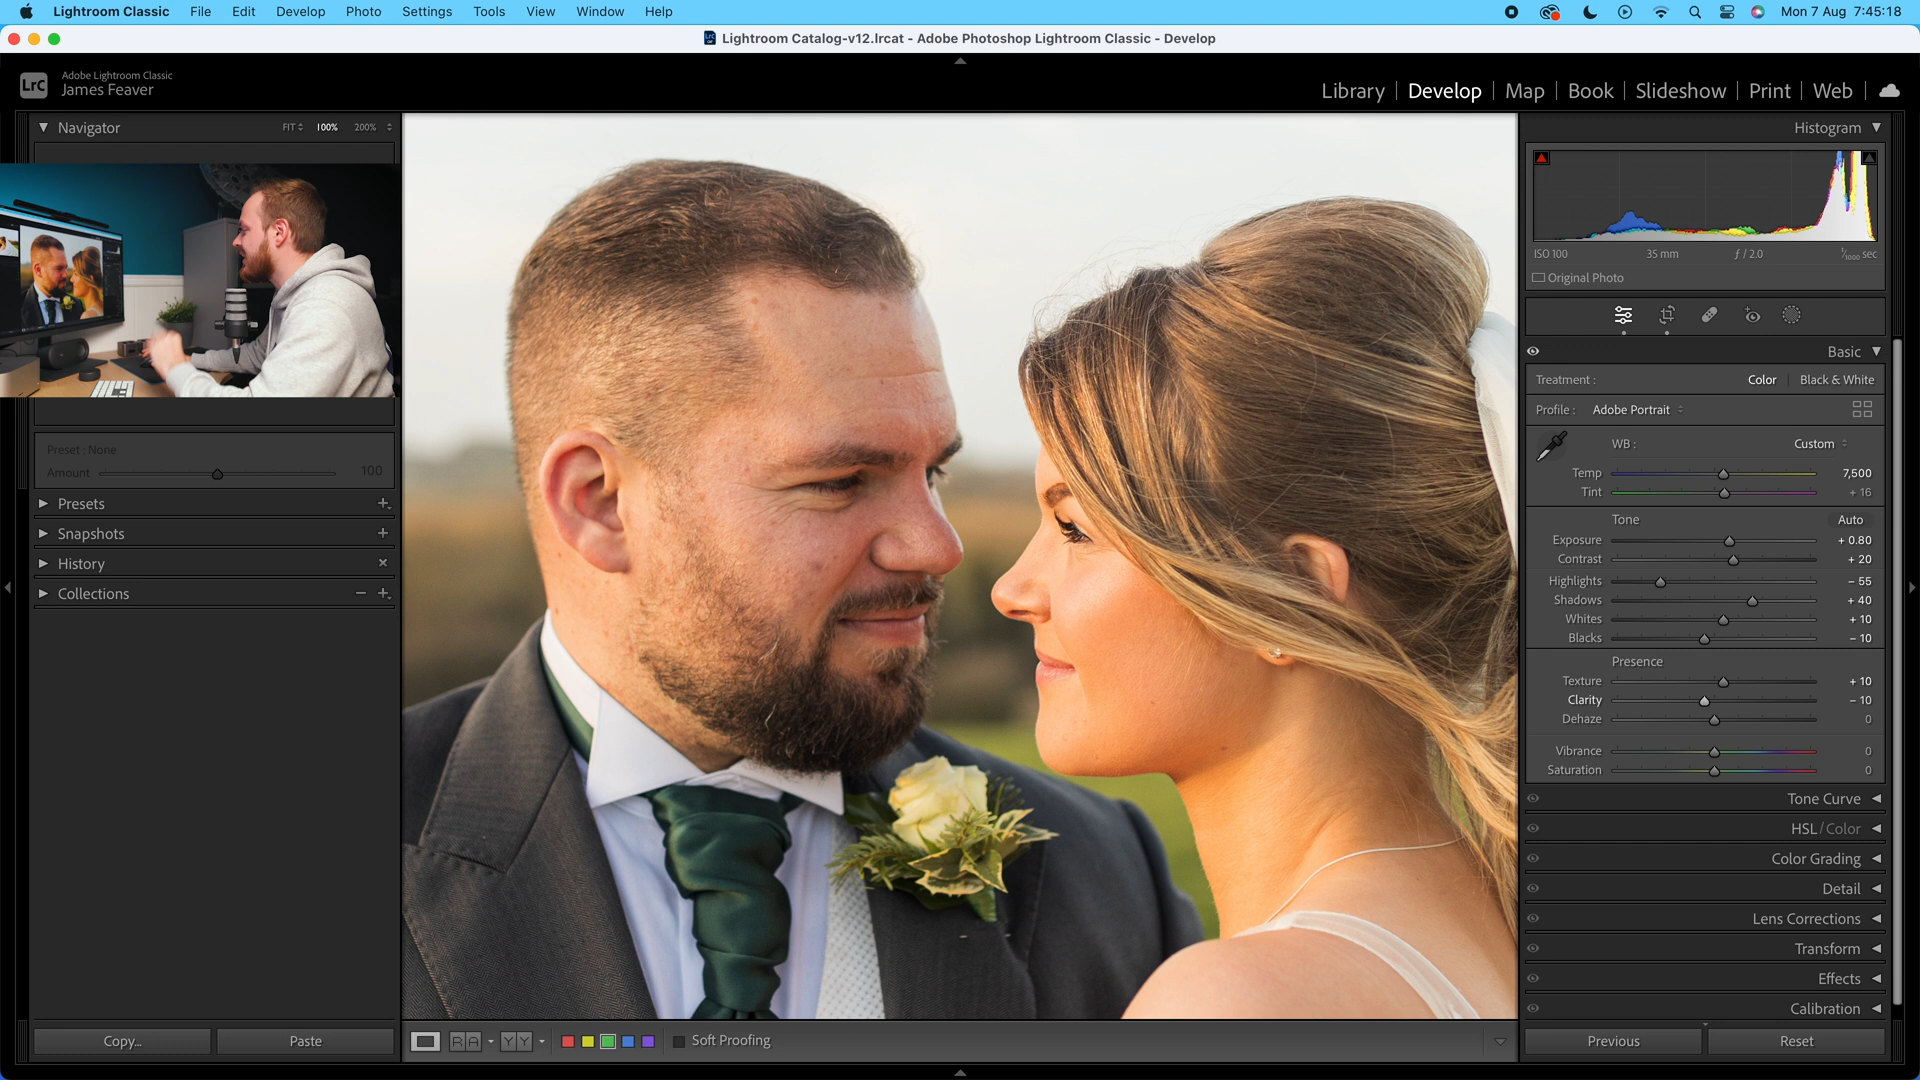 Lightroom Classic File Edit Develop Photo Settings Tools View Window Help Mon 7 Aug 7:45:18
Lightroom Catalog-v12.lrcat - Adobe Photoshop Lightroom Classic - Develop
LrC
Adobe Lightroom Classic
James Feaver
Library | Develop | Map | Book | Slideshow | Print | Web
Navigator FIT 100% 200%
Preset : None
Amount 100
Presets
Snapshots
History
Collections
Copy... Paste
R A Y Y Soft Proofing
Histogram
ISO 100 35 mm ƒ / 2.0 1/1000 sec
Original Photo
Basic
Treatment : Color Black & White
Profile : Adobe Portrait
WB : Custom
Temp 7,500
Tint + 16
Tone Auto
Exposure + 0.80
Contrast + 20
Highlights – 55
Shadows + 40
Whites + 10
Blacks – 10
Presence
Texture + 10
Clarity – 10
Dehaze 0
Vibrance 0
Saturation 0
Tone Curve
HSL / Color
Color Grading
Detail
Lens Corrections
Transform
Effects
Calibration
Previous Reset